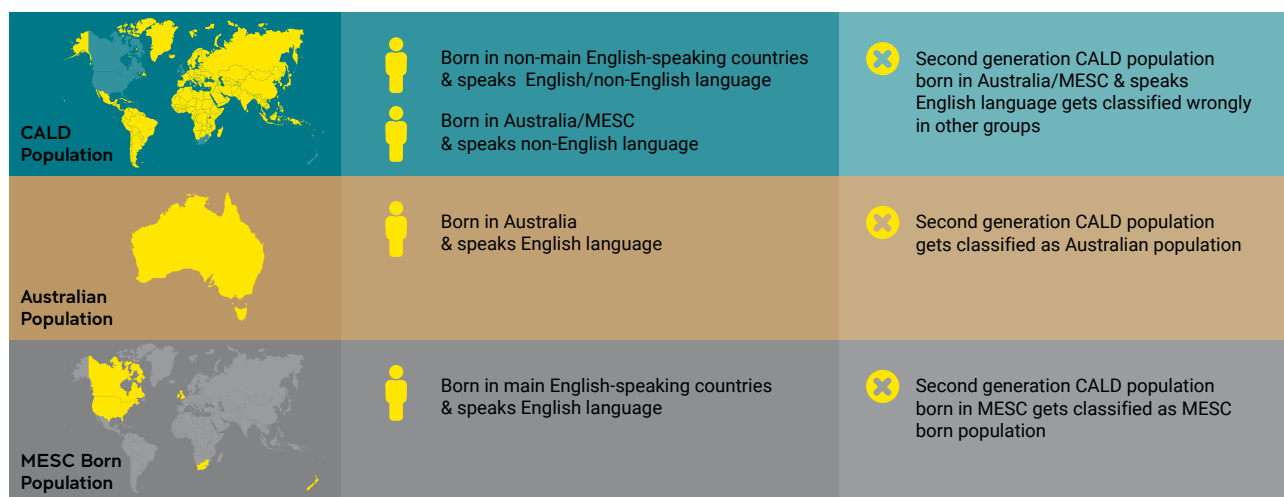 CALD
Population
Born in non-main English-speaking countries
& speaks English/non-English language
Born in Australia/MESC
& speaks non-English language
Second generation CALD population
born in Australia/MESC & speaks
English language gets classified wrongly
in other groups
Australian
Population
Born in Australia
& speaks English language
Second generation CALD population
gets classified as Australian population
MESC Born
Population
Born in main English-speaking countries
& speaks English language
Second generation CALD population
born in MESC gets classified as MESC
born population